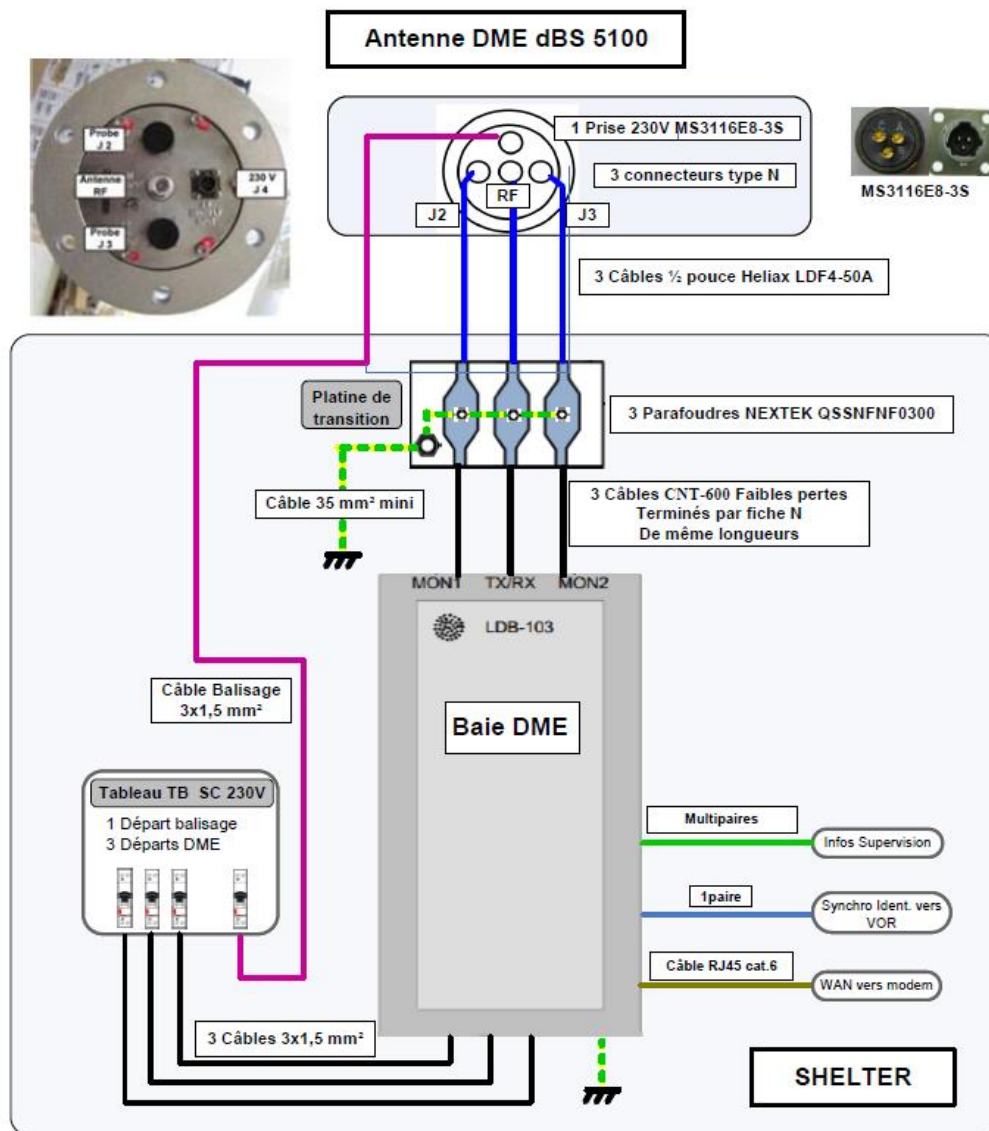 Antenne DME dBS 5100
Probe
J 2
Antenne
RF
230 V
J 4
Probe
J 3
1 Prise 230V MS3116E8-3S
3 connecteurs type N
J2
RF
J3
MS3116E8-3S
3 Câbles ½ pouce Heliax LDF4-50A
Platine de
transition
3 Parafoudres NEXTEK QSSNFNF0300
Câble 35 mm² mini
3 Câbles CNT-600 Faibles pertes
Terminés par fiche N
De même longueurs
MON1 TX/RX MON2
LDB-103
Câble Balisage
3x1,5 mm²
Baie DME
Tableau TB SC 230V
1 Départ balisage
3 Départs DME
Multipaires
Infos Supervision
1paire
Synchro Ident. vers
VOR
Câble RJ45 cat.6
WAN vers modem
3 Câbles 3x1,5 mm²
SHELTER